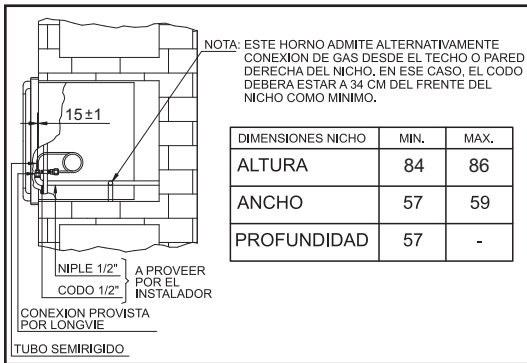 NOTA: ESTE HORNO ADMITE ALTERNATIVAMENTE
CONEXION DE GAS DESDE EL TECHO O PARED
DERECHA DEL NICHO. EN ESE CASO, EL CODO
DEBERA ESTAR A 34 CM DEL FRENTE DEL
NICHO COMO MINIMO.
15±1
DIMENSIONES NICHO MIN. MAX.
ALTURA 84 86
ANCHO 57 59
PROFUNDIDAD 57 -
NIPLE 1/2"
CODO 1/2"
A PROVEER
POR EL
INSTALADOR
CONEXION PROVISTA
POR LONGVIE
TUBO SEMIRIGIDO